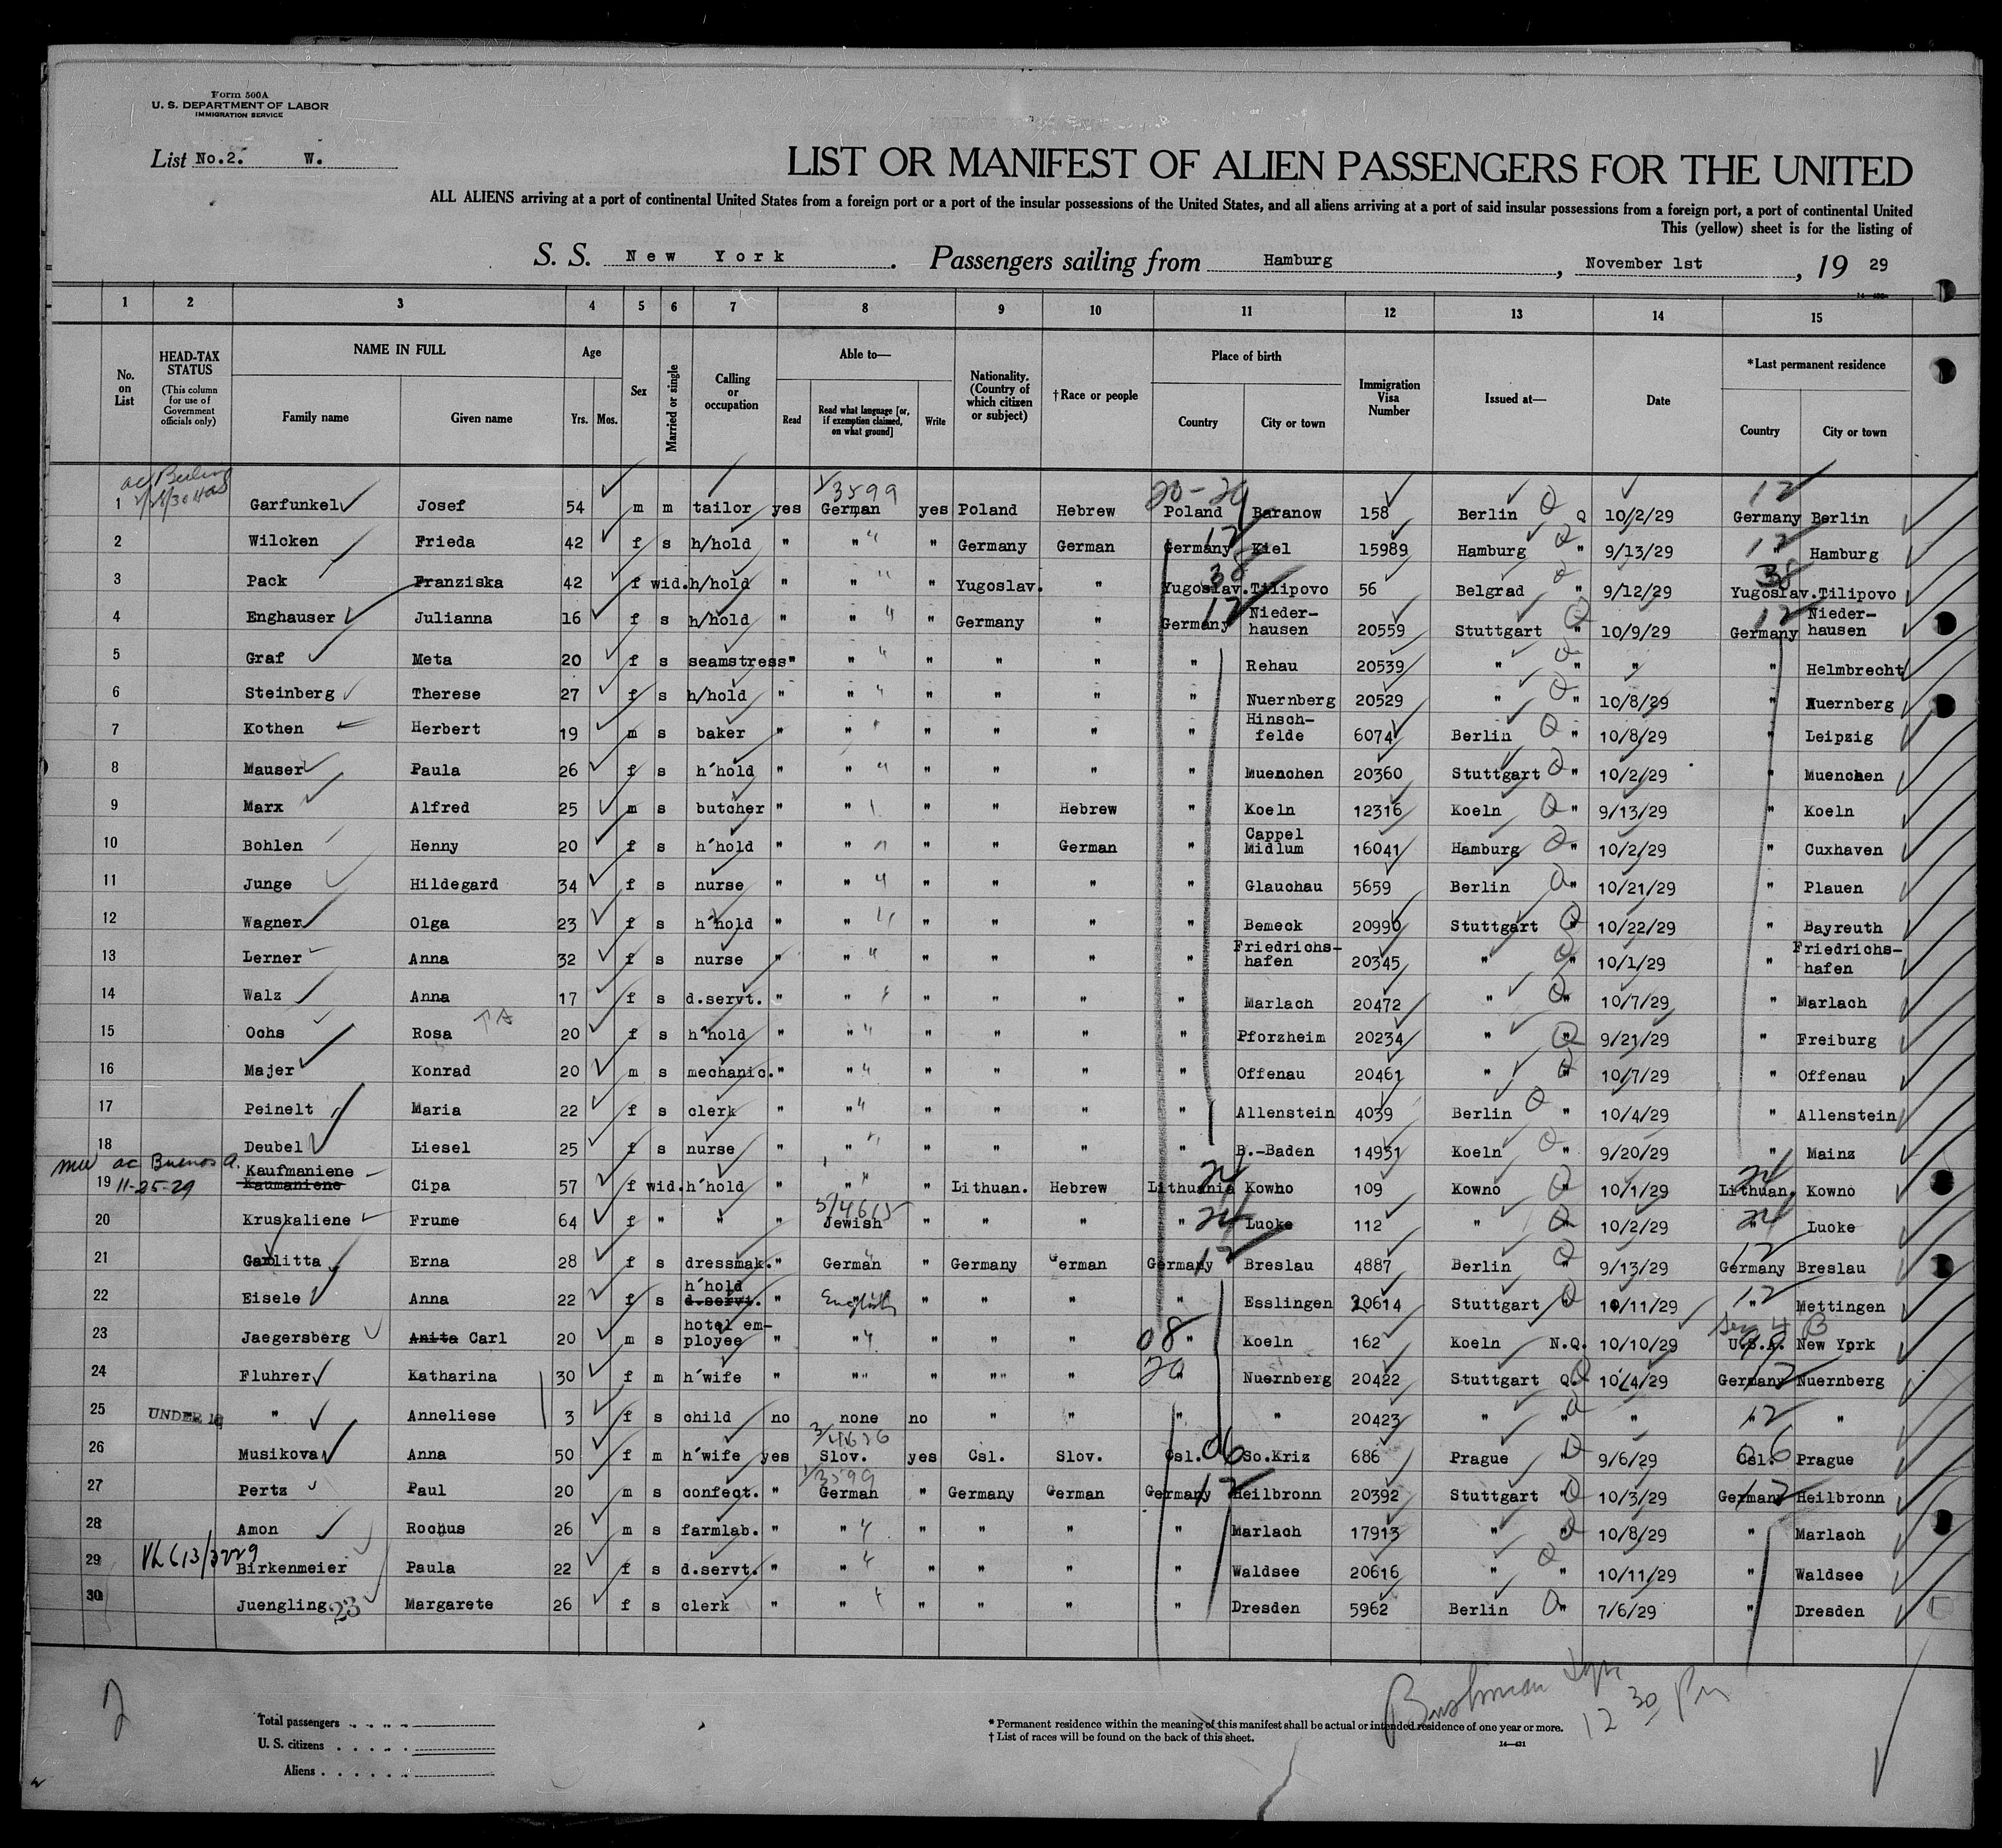 Form 500A
U. S. DEPARTMENT OF LABOR
IMMIGRATION SERVICE
List No.2. W.
LIST OR MANIFEST OF ALIEN PASSENGERS FOR THE UNITED
ALL ALIENS arriving at a port of continental United States from a foreign port or a port of the insular possessions of the United States, and all aliens arriving at a port of said insular possessions from a foreign port, a port of continental United
This (yellow) sheet is for the listing of
S. S. New York. Passengers sailing from Hamburg, November 1st, 19 29
1 2 3 4 5 6 7 8 9 10 11 12 13 14 15
No. on List
HEAD-TAX STATUS (This column for use of Government officials only)
NAME IN FULL
Family name Given name
Age
Yrs. Mos.
Sex
Married or single
Calling or occupation
Able to—
Read
Read what language [or, if exemption claimed, on what ground]
Write
Nationality. (Country of which citizen or subject)
†Race or people
Place of birth
Country City or town
Immigration Visa Number
Issued at—
Date
*Last permanent residence
Country City or town
1 Garfunkel Josef 54 m m tailor yes German yes Poland Hebrew Poland Baranow 158 Berlin Q 10/2/29 Germany Berlin
2 Wilcken Frieda 42 f s h/hold " " " Germany German Germany Kiel 15989 Hamburg " 9/13/29 " Hamburg
3 Pack Franziska 42 f wid. h/hold " " " Yugoslav. " Yugoslav. Tilipovo 56 Belgrad " 9/12/29 Yugoslav. Tilipovo
4 Enghauser Julianna 16 f s h/hold " " " Germany " Germany Nieder-hausen 20559 Stuttgart " 10/9/29 Germany Nieder-hausen
5 Graf Meta 20 f s seamstress " " " " " " Rehau 20539 " " " " Helmbrecht
6 Steinberg Therese 27 f s h/hold " " " " " " Nuernberg 20529 " " 10/8/29 " Nuernberg
7 Kothen Herbert 19 m s baker " " " " " " Hinsch-felde 6074 Berlin " 10/8/29 " Leipzig
8 Mauser Paula 26 f s h'hold " " " " " " Muenchen 20360 Stuttgart " 10/2/29 " Muenchen
9 Marx Alfred 25 m s butcher " " " " Hebrew " Koeln 12316 Koeln " 9/13/29 " Koeln
10 Bohlen Henny 20 f s h'hold " " " " German " Cappel Midlum 16041 Hamburg " 10/2/29 " Cuxhaven
11 Junge Hildegard 34 f s nurse " " " " " " Glauchau 5659 Berlin " 10/21/29 " Plauen
12 Wagner Olga 23 f s h'hold " " " " " " Bemeck 20990 Stuttgart 10/22/29 " Bayreuth
13 Lerner Anna 32 f s nurse " " " " " " Friedrichs-hafen 20345 " " 10/1/29 " Friedrichs-hafen
14 Walz Anna 17 f s d.servt. " " " " " " Marlach 20472 " " 10/7/29 " Marlach
15 Ochs Rosa 20 f s h'hold " " " " " " Pforzheim 20234 " " 9/21/29 " Freiburg
16 Majer Konrad 20 m s mechanic. " " " " " " Offenau 20461 " " 10/7/29 " Offenau
17 Peinelt Maria 22 f s clerk " " " " " " Allenstein 4039 Berlin " 10/4/29 " Allenstein
18 Deubel Liesel 25 f s nurse " " " " " " B.-Baden 14951 Koeln " 9/20/29 " Mainz
ac Buenos A.
11-25-29
19 Kaufmaniene Kaumaniene Cipa 57 f wid. h'hold " " " Lithuan. Hebrew Lithuania Kowno 109 Kowno 10/1/29 Lithuan. Kowno
20 Kruskaliene Frume 64 f " " " Jewish " " " " Luoke 112 " 10/2/29 " Luoke
21 Garlitta Erna 28 f s dressmak. " German " Germany German Germany Breslau 4887 Berlin " 9/13/29 Germany Breslau
22 Eisele Anna 22 f s h'hold d.servt. " English " " " " Esslingen 20614 Stuttgart " 10/11/29 " Mettingen
23 Jaegersberg Anita Carl 20 m s hotel em-ployee " " " " " 08 " Koeln 162 Koeln N.Q. 10/10/29 U.S.A. New York
24 Fluhrer Katharina 30 f m h'wife " " " " " " Nuernberg 20422 Stuttgart Q. 10/4/29 Germany Nuernberg
25 UNDER 16 " Anneliese 3 f s child no none no " " " " 20423 " " " 12 "
26 Musikova Anna 50 f m h'wife yes Slov. yes Csl. Slov. Csl. 06 So.Kriz 686 Prague " 9/6/29 Csl. Prague
27 Pertz Paul 20 m s confect. " German " Germany German Germany Heilbronn 20392 Stuttgart " 10/3/29 Germany Heilbronn
28 Amon Rochus 26 m s farmlab. " " " " " " Marlach 17913 " " 10/8/29 " Marlach
29 Birkenmeier Paula 22 f s d.servt. " " " " " " Waldsee 20616 " " 10/11/29 " Waldsee
30 Juengling 23 Margarete 26 f s clerk " " " " " " Dresden 5962 Berlin " 7/6/29 " Dresden
2
12 30 Pm
Total passengers
U. S. citizens
Aliens
* Permanent residence within the meaning of this manifest shall be actual or intended residence of one year or more.
† List of races will be found on the back of this sheet.
14—431